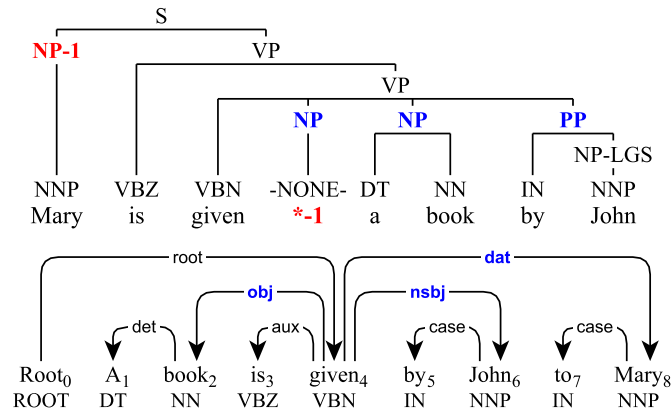 S
NP-1 VP
VP
NP NP PP
NP-LGS
NNP VBZ VBN -NONE- DT NN IN NNP
Mary is given *-1 a book by John
root dat
obj nsbj
det aux case case
Root0 A1 book2 is3 given4 by5 John6 to7 Mary8
ROOT DT NN VBZ VBN IN NNP IN NNP